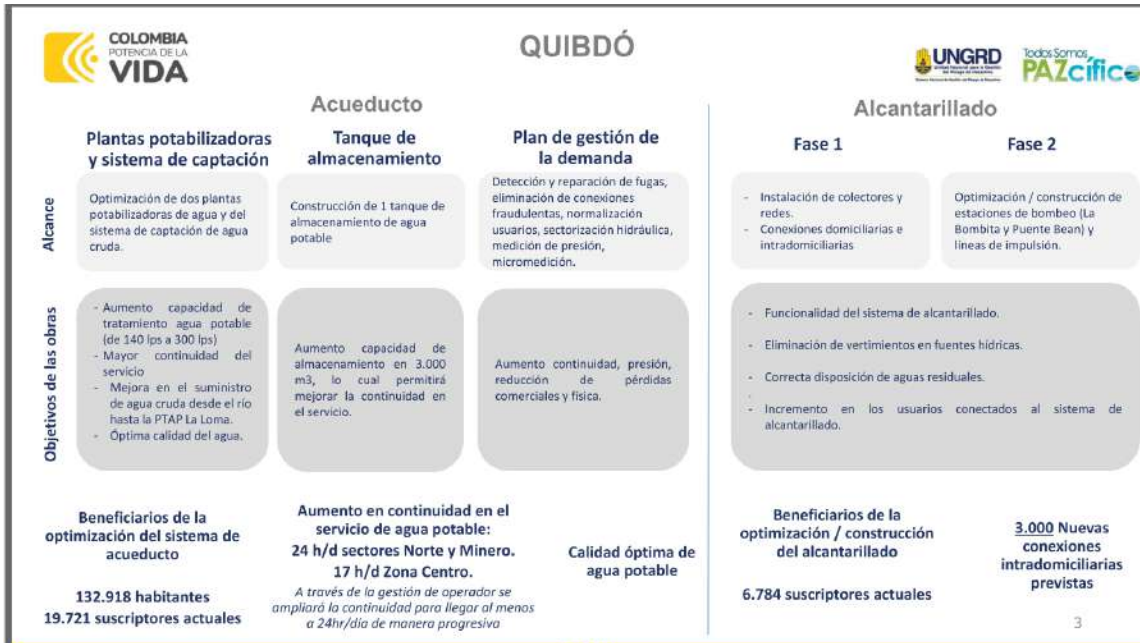 COLOMBIA
POTENCIA DE LA
VIDA
QUIBDÓ
UNGRD
Todos Somos
PAZcífico
Acueducto
Alcantarillado
Plantas potabilizadoras
y sistema de captación
Tanque de
almacenamiento
Plan de gestión de
la demanda
Fase 1
Fase 2
Alcance
Optimización de dos plantas
potabilizadoras de agua y del
sistema de captación de agua
cruda.
Construcción de 1 tanque de
almacenamiento de agua
potable
Detección y reparación de fugas,
eliminación de conexiones
fraudulentas, normalización
usuarios, sectorización hidráulica,
medición de presión,
micromedición.
- Instalación de colectores y
redes.
- Conexiones domiciliarias e
intradomiciliarias
Optimización / construcción de
estaciones de bombeo (La
Bombita y Puente Bean) y
líneas de impulsión.
Objetivos de las obras
- Aumento capacidad de
tratamiento agua potable
(de 140 lps a 300 lps)
- Mayor continuidad del
servicio
- Mejora en el suministro
de agua cruda desde el río
hasta la PTAP La Loma.
- Óptima calidad del agua.
Aumento capacidad de
almacenamiento en 3.000
m3, lo cual permitirá
mejorar la continuidad en
el servicio.
Aumento continuidad, presión,
reducción de pérdidas
comerciales y física.
- Funcionalidad del sistema de alcantarillado.
- Eliminación de vertimientos en fuentes hídricas.
- Correcta disposición de aguas residuales.
.
- Incremento en los usuarios conectados al sistema de
alcantarillado.
Beneficiarios de la
optimización del sistema de
acueducto
132.918 habitantes
19.721 suscriptores actuales
Aumento en continuidad en el
servicio de agua potable:
24 h/d sectores Norte y Minero.
17 h/d Zona Centro.
A través de la gestión de operador se
ampliará la continuidad para llegar al menos
a 24hr/día de manera progresiva
Calidad óptima de
agua potable
Beneficiarios de la
optimización / construcción
del alcantarillado
6.784 suscriptores actuales
3.000 Nuevas
conexiones
intradomiciliarias
previstas
3